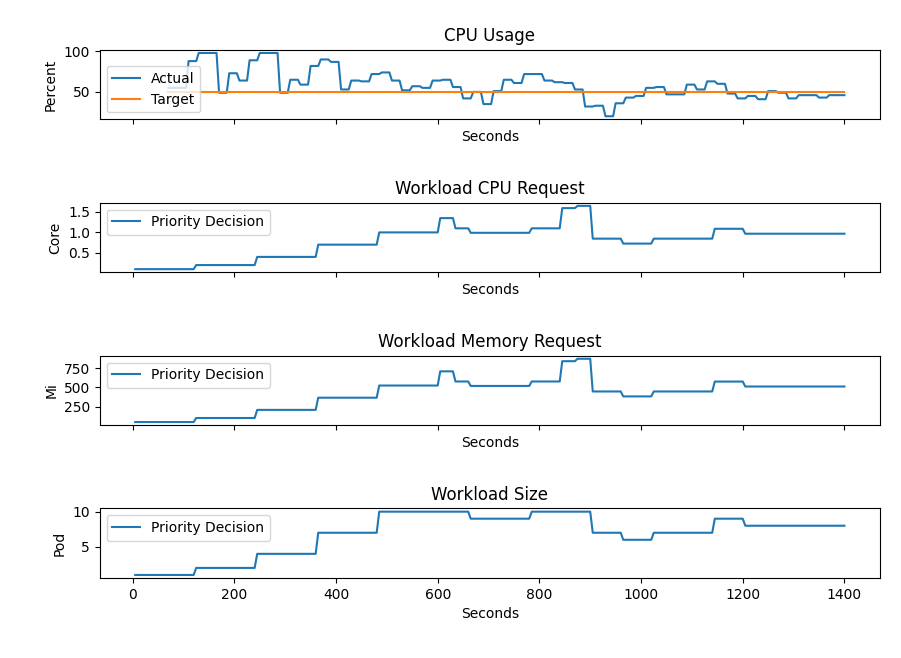 CPU Usage
100
50
Percent
Actual
Target
Seconds
Workload CPU Request
1.5
1.0
0.5
Core
Priority Decision
Seconds
Workload Memory Request
750
500
250
Mi
Priority Decision
Seconds
Workload Size
10
5
Pod
Priority Decision
0 200 400 600 800 1000 1200 1400
Seconds